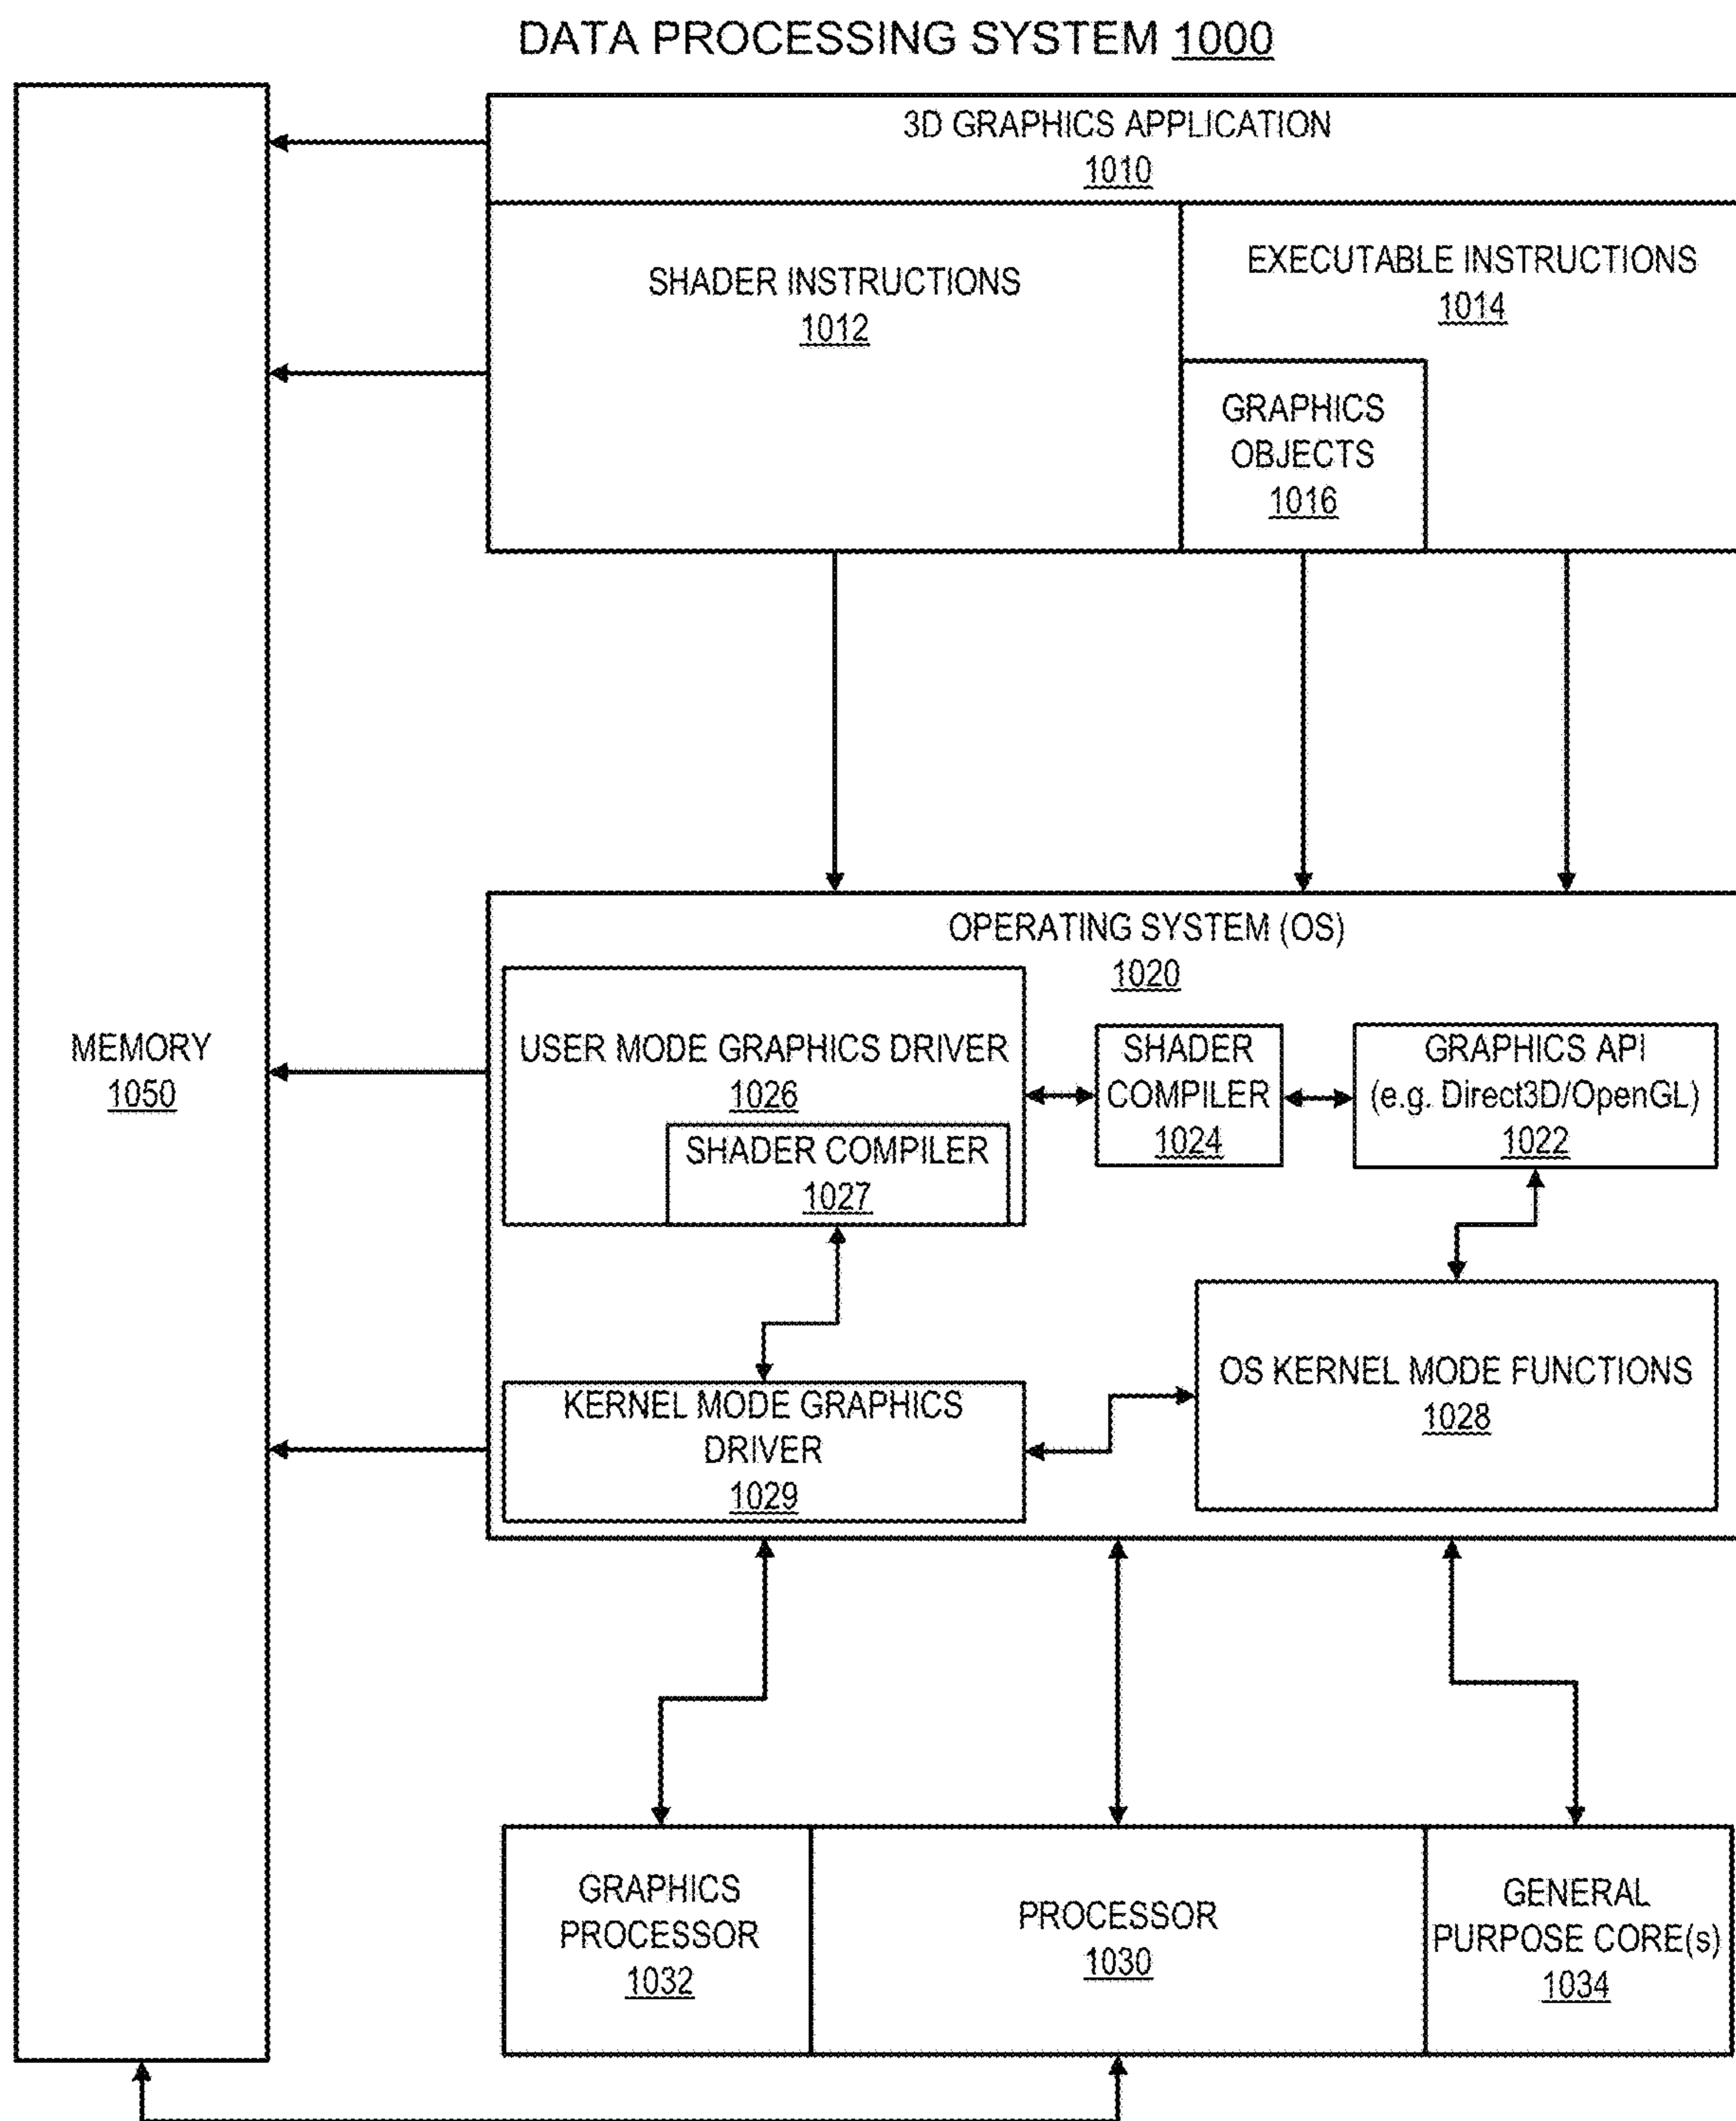 DATA PROCESSING SYSTEM 1000
3D GRAPHICS APPLICATION
1010
SHADER INSTRUCTIONS
1012
EXECUTABLE INSTRUCTIONS
1014
GRAPHICS
OBJECTS
1016
OPERATING SYSTEM (OS)
1020
MEMORY
1050
USER MODE GRAPHICS DRIVER
1026
SHADER COMPILER
1027
SHADER
COMPILER
1024
GRAPHICS API
(e.g. Direct3D/OpenGL)
1022
KERNEL MODE GRAPHICS
DRIVER
1029
OS KERNEL MODE FUNCTIONS
1028
GRAPHICS
PROCESSOR
1032
PROCESSOR
1030
GENERAL
PURPOSE CORE(s)
1034